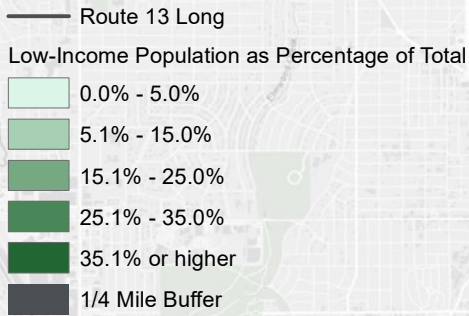 Route 13 Long
Low-Income Population as Percentage of Total
0.0% - 5.0%
5.1% - 15.0%
15.1% - 25.0%
25.1% - 35.0%
35.1% or higher
1/4 Mile Buffer